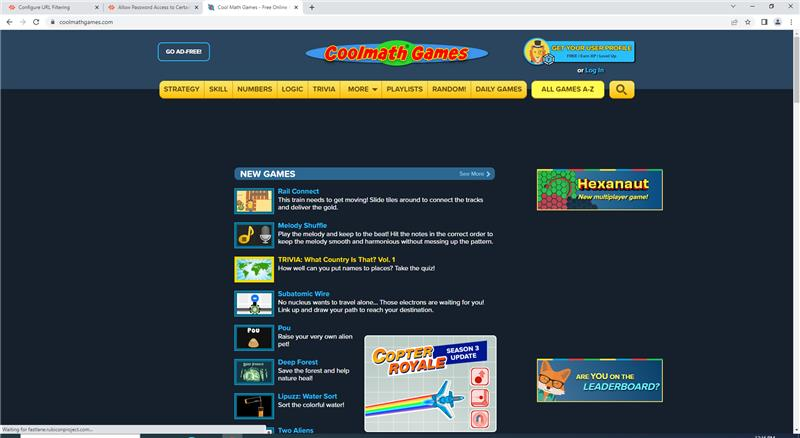 Configure URL Filtering
Allow Password Access to Certain
Cool Math Games - Free Online
coolmathgames.com
GO AD-FREE!
Coolmath Games
GET YOUR USER PROFILE
FREE | Earn XP | Level Up
or Log In
STRATEGY SKILL NUMBERS LOGIC TRIVIA MORE PLAYLISTS RANDOM! DAILY GAMES ALL GAMES A-Z
NEW GAMES See More
Rail Connect
This train needs to get moving! Slide tiles around to connect the tracks
and deliver the gold.
Hexanaut
New multiplayer game!
Melody Shuffle
Play the melody and keep to the beat! Hit the notes in the correct order to
keep the melody smooth and harmonious without messing up the pattern.
TRIVIA: What Country Is That? Vol. 1
How well can you put names to places? Take the quiz!
Subatomic Wire
No nucleus wants to travel alone... Those electrons are waiting for you!
Link up and draw your path to reach your destination.
POU
Pou
Raise your very own alien
pet!
COPTER
ROYALE
SEASON 3
UPDATE
Deep Forest
Save the forest and help
nature heal!
ARE YOU ON THE
LEADERBOARD?
Lipuzz: Water Sort
Sort the colorful water!
Two Aliens
Waiting for fastlane.rubiconproject.com...